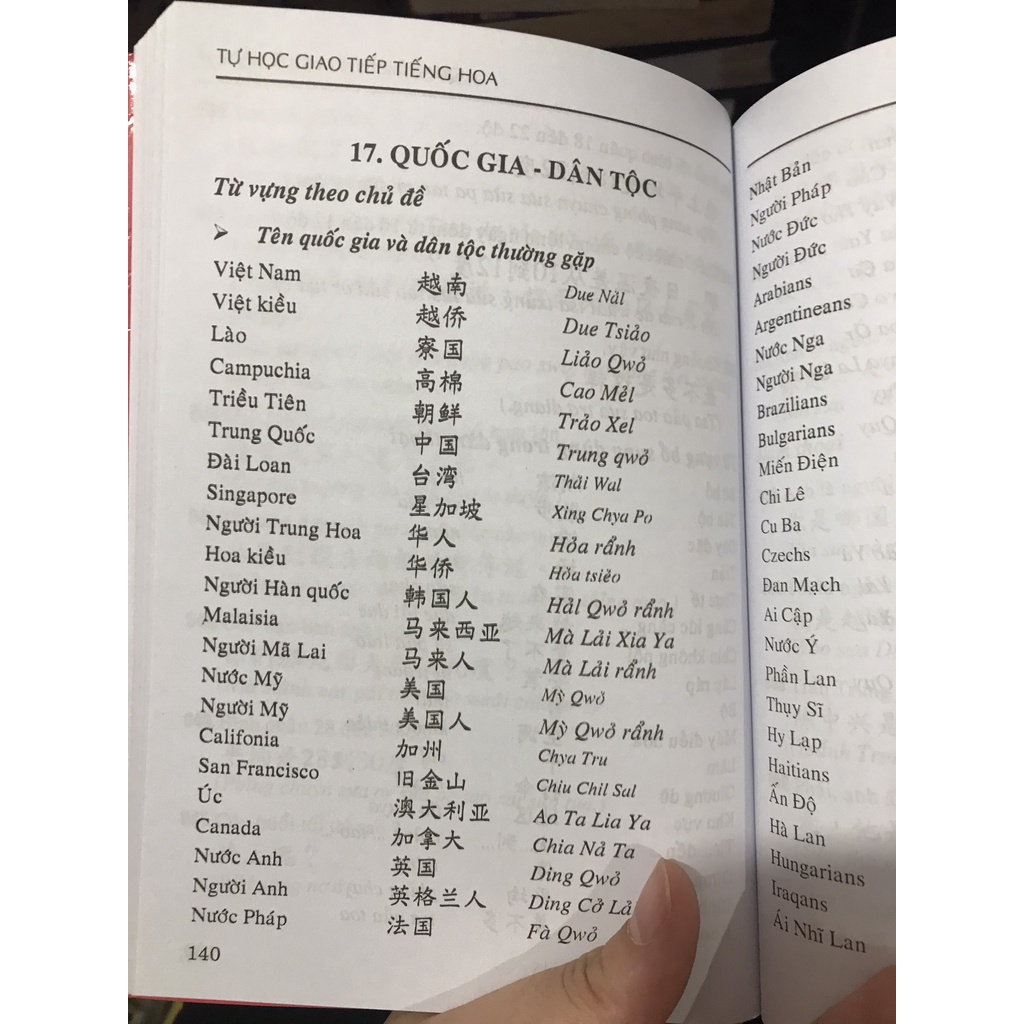 TỰ HỌC GIAO TIẾP TIẾNG HOA
17. QUỐC GIA - DÂN TỘC
Từ vựng theo chủ đề
➢ Tên quốc gia và dân tộc thường gặp
Việt Nam 越南 Due Nảl
Việt kiều 越侨 Due Tsiảo
Lào 寮国 Liảo Qwỏ
Campuchia 高棉 Cao Mẻl
Triều Tiên 朝鲜 Trảo Xel
Trung Quốc 中国 Trung qwỏ
Đài Loan 台湾 Thải Wal
Singapore 星加坡 Xing Chya Po
Người Trung Hoa 华人 Hỏa rẩnh
Hoa kiều 华侨 Hỏa tsiẻo
Người Hàn quốc 韩国人 Hảl Qwỏ rẩnh
Malaisia 马来西亚 Mà Lải Xia Ya
Người Mã Lai 马来人 Mà Lải rẩnh
Nước Mỹ 美国 Mỳ Qwỏ
Người Mỹ 美国人 Mỳ Qwỏ rẩnh
Califonia 加州 Chya Tru
San Francisco 旧金山 Chiu Chil Sal
Úc 澳大利亚 Ao Ta Lia Ya
Canada 加拿大 Chia Nả Ta
Nước Anh 英国 Ding Qwỏ
Người Anh 英格兰人 Ding Cở Lả
Nước Pháp 法国 Fà Qwỏ
140
Nhật Bản
Người Pháp
Nước Đức
Người Đức
Arabians
Argentineans
Nước Nga
Người Nga
Brazilians
Bulgarians
Miến Điện
Chi Lê
Cu Ba
Czechs
Đan Mạch
Ai Cập
Nước Ý
Phần Lan
Thụy Sĩ
Hy Lạp
Haitians
Ấn Độ
Hà Lan
Hungarians
Iraqans
Ái Nhĩ Lan